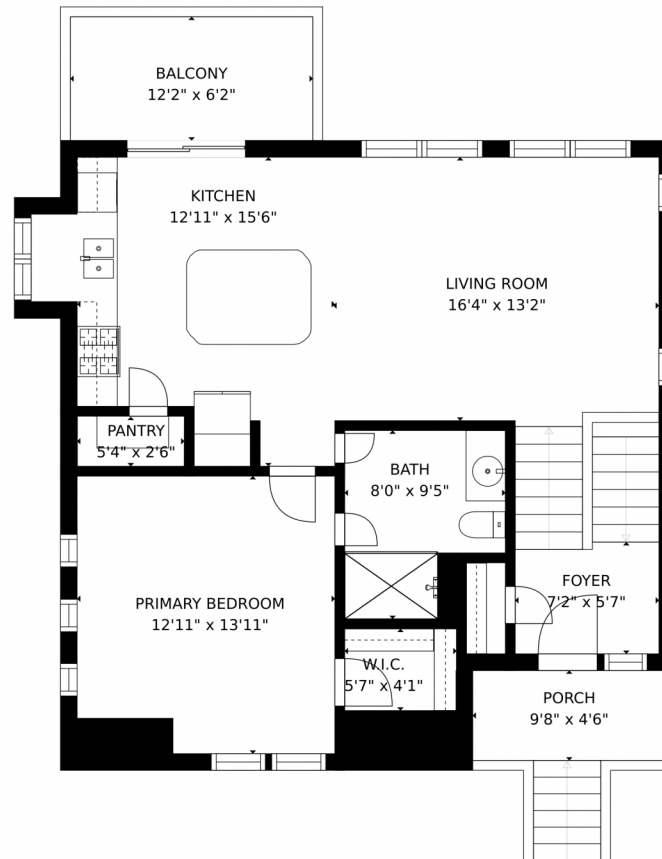 BALCONY
12'2" x 6'2"
KITCHEN
12'11" x 15'6"
LIVING ROOM
16'4" x 13'2"
PANTRY
5'4" x 2'6"
BATH
8'0" x 9'5"
PRIMARY BEDROOM
12'11" x 13'11"
FOYER
7'2" x 5'7"
W.I.C.
5'7" x 4'1"
PORCH
9'8" x 4'6"